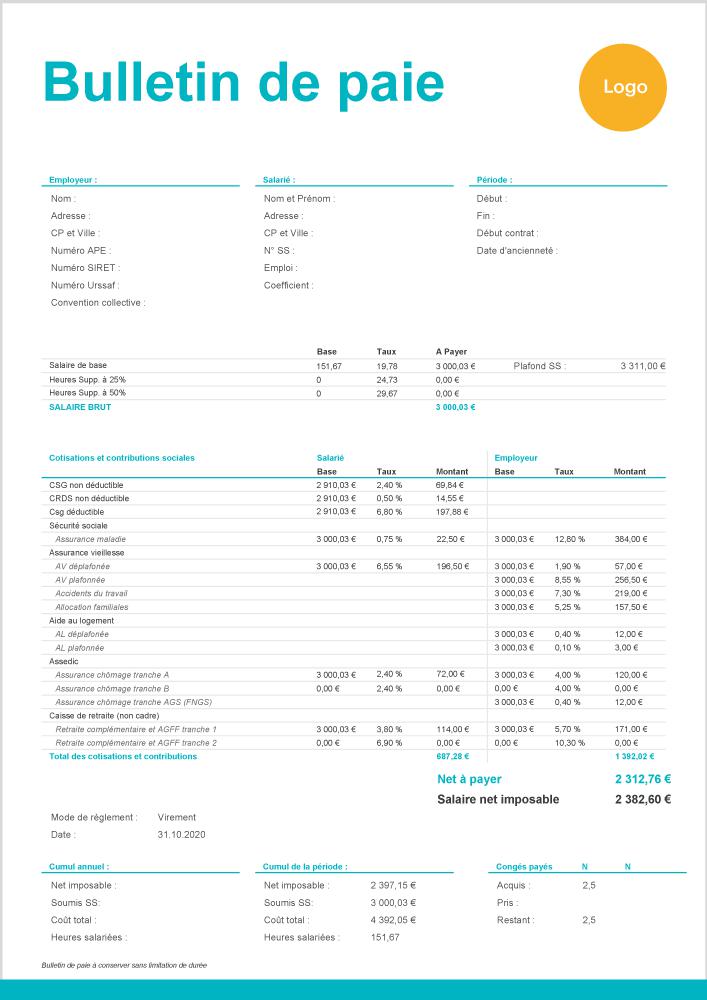 Bulletin de paie
Logo
Employeur : Salarié : Période :
Nom : Nom et Prénom : Début :
Adresse : Adresse : Fin :
CP et Ville : CP et Ville : Début contrat :
Numéro APE : N° SS : Date d'ancienneté :
Numéro SIRET : Emploi :
Numéro Urssaf : Coefficient :
Convention collective :
Base Taux A Payer
Salaire de base 151,67 19,78 3 000,03 € Plafond SS : 3 311,00 €
Heures Supp. à 25% 0 24,73 0,00 €
Heures Supp. à 50% 0 29,67 0,00 €
SALAIRE BRUT 3 000,03 €
Cotisations et contributions sociales Salarié Employeur
Base Taux Montant Base Taux Montant
CSG non déductible 2 910,03 € 2,40 % 69,84 €
CRDS non déductible 2 910,03 € 0,50 % 14,55 €
Csg déductible 2 910,03 € 6,80 % 197,88 €
Sécurité sociale
Assurance maladie 3 000,03 € 0,75 % 22,50 € 3 000,03 € 12,80 % 384,00 €
Assurance vieillesse
AV déplafonée 3 000,03 € 6,55 % 196,50 € 3 000,03 € 1,90 % 57,00 €
AV plafonnée 3 000,03 € 8,55 % 256,50 €
Accidents du travail 3 000,03 € 7,30 % 219,00 €
Allocation familiales 3 000,03 € 5,25 % 157,50 €
Aide au logement
AL déplafonée 3 000,03 € 0,40 % 12,00 €
AL plafonnée 3 000,03 € 0,10 % 3,00 €
Assedic
Assurance chômage tranche A 3 000,03 € 2,40 % 72,00 € 3 000,03 € 4,00 % 120,00 €
Assurance chômage tranche B 0,00 € 2,40 % 0,00 € 0,00 € 4,00 % 0,00 €
Assurance chômage tranche AGS (FNGS) 3 000,03 € 0,40 % 12,00 €
Caisse de retraite (non cadre)
Retraite complémentaire et AGFF tranche 1 3 000,03 € 3,80 % 114,00 € 3 000,03 € 5,70 % 171,00 €
Retraite complémentaire et AGFF tranche 2 0,00 € 6,90 % 0,00 € 0,00 € 10,30 % 0,00 €
Total des cotisations et contributions 687,28 € 1 392,02 €
Net à payer 2 312,76 €
Salaire net imposable 2 382,60 €
Mode de réglement : Virement
Date : 31.10.2020
Cumul annuel : Cumul de la période : Congés payés N N
Net imposable : Net imposable : 2 397,15 € Acquis : 2,5
Soumis SS: Soumis SS: 3 000,03 € Pris :
Coût total : Coût total : 4 392,05 € Restant : 2,5
Heures salariées : Heures salariées : 151,67
Bulletin de paie à conserver sans limitation de durée